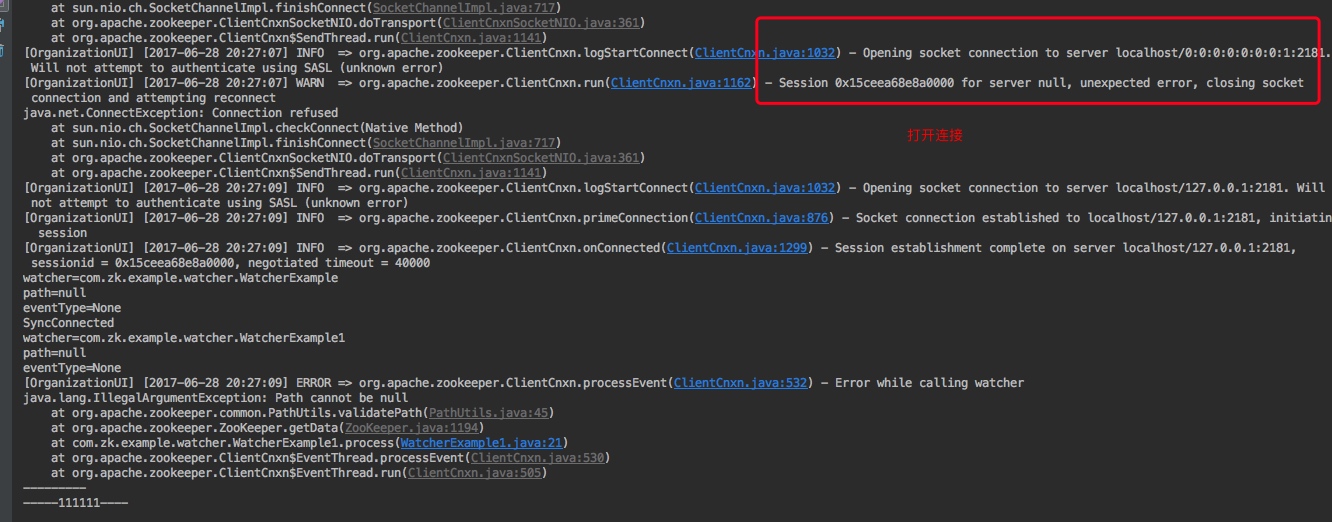 at sun.nio.ch.SocketChannelImpl.finishConnect(SocketChannelImpl.java:717)
at org.apache.zookeeper.ClientCnxnSocketNIO.doTransport(ClientCnxnSocketNIO.java:361)
at org.apache.zookeeper.ClientCnxn$SendThread.run(ClientCnxn.java:1141)
[OrganizationUI] [2017-06-28 20:27:07] INFO  => org.apache.zookeeper.ClientCnxn.logStartConnect(ClientCnxn.java:1032) - Opening socket connection to server localhost/0:0:0:0:0:0:0:1:2181.
Will not attempt to authenticate using SASL (unknown error)
[OrganizationUI] [2017-06-28 20:27:07] WARN  => org.apache.zookeeper.ClientCnxn.run(ClientCnxn.java:1162) - Session 0x15ceea68e8a0000 for server null, unexpected error, closing socket
connection and attempting reconnect
java.net.ConnectException: Connection refused
at sun.nio.ch.SocketChannelImpl.checkConnect(Native Method)
打开连接
at sun.nio.ch.SocketChannelImpl.finishConnect(SocketChannelImpl.java:717)
at org.apache.zookeeper.ClientCnxnSocketNIO.doTransport(ClientCnxnSocketNIO.java:361)
at org.apache.zookeeper.ClientCnxn$SendThread.run(ClientCnxn.java:1141)
[OrganizationUI] [2017-06-28 20:27:09] INFO  => org.apache.zookeeper.ClientCnxn.logStartConnect(ClientCnxn.java:1032) - Opening socket connection to server localhost/127.0.0.1:2181. Will
not attempt to authenticate using SASL (unknown error)
[OrganizationUI] [2017-06-28 20:27:09] INFO  => org.apache.zookeeper.ClientCnxn.primeConnection(ClientCnxn.java:876) - Socket connection established to localhost/127.0.0.1:2181, initiatin
session
[OrganizationUI] [2017-06-28 20:27:09] INFO  => org.apache.zookeeper.ClientCnxn.onConnected(ClientCnxn.java:1299) - Session establishment complete on server localhost/127.0.0.1:2181,
sessionid = 0x15ceea68e8a0000, negotiated timeout = 40000
watcher=com.zk.example.watcher.WatcherExample
path=null
eventType=None
SyncConnected
watcher=com.zk.example.watcher.WatcherExample1
path=null
eventType=None
[OrganizationUI] [2017-06-28 20:27:09] ERROR => org.apache.zookeeper.ClientCnxn.processEvent(ClientCnxn.java:532) - Error while calling watcher
java.lang.IllegalArgumentException: Path cannot be null
at org.apache.zookeeper.common.PathUtils.validatePath(PathUtils.java:45)
at org.apache.zookeeper.ZooKeeper.getData(ZooKeeper.java:1194)
at com.zk.example.watcher.WatcherExample1.process(WatcherExample1.java:21)
at org.apache.zookeeper.ClientCnxn$EventThread.processEvent(ClientCnxn.java:530)
at org.apache.zookeeper.ClientCnxn$EventThread.run(ClientCnxn.java:505)
---------
-----111111----